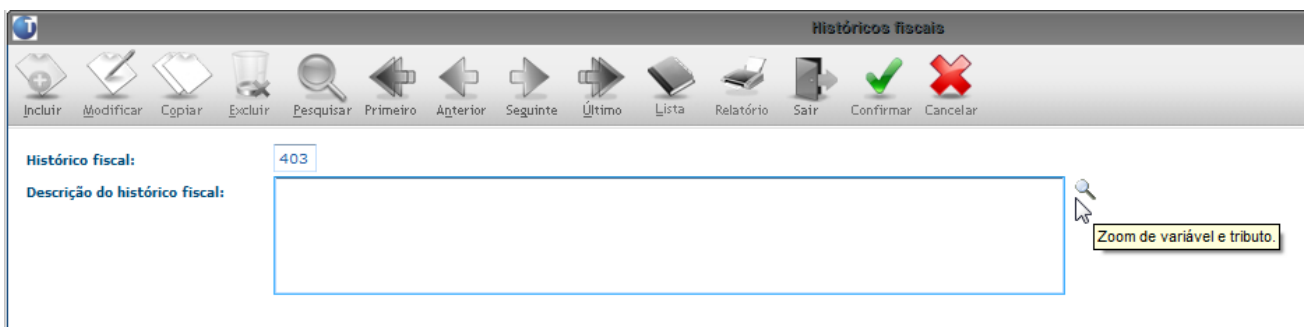 Históricos fiscais
Incluir Modificar Copiar Excluir Pesquisar Primeiro Anterior Seguinte Último Lista Relatório Sair Confirmar Cancelar
Histórico fiscal: 403
Descrição do histórico fiscal:
Zoom de variável e tributo.